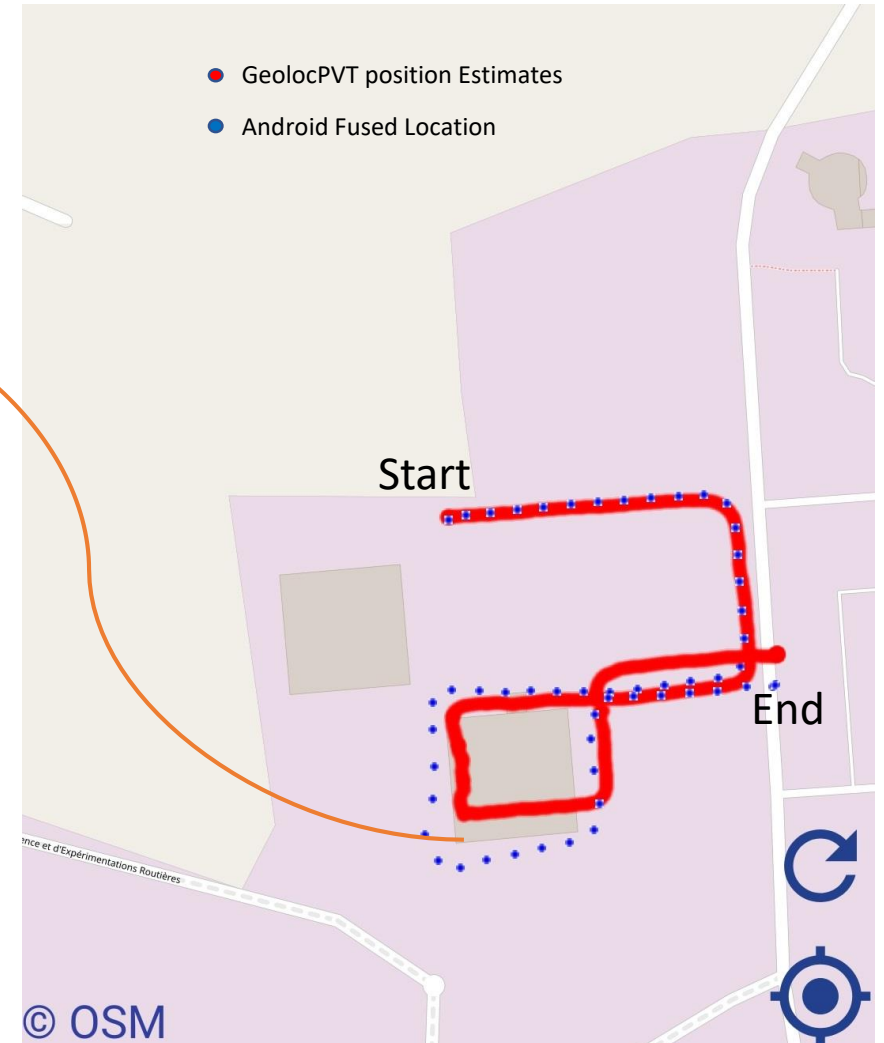 GeolocPVT position Estimates
Android Fused Location
Start
End
ence et d'Expérimentations Routières
© OSM